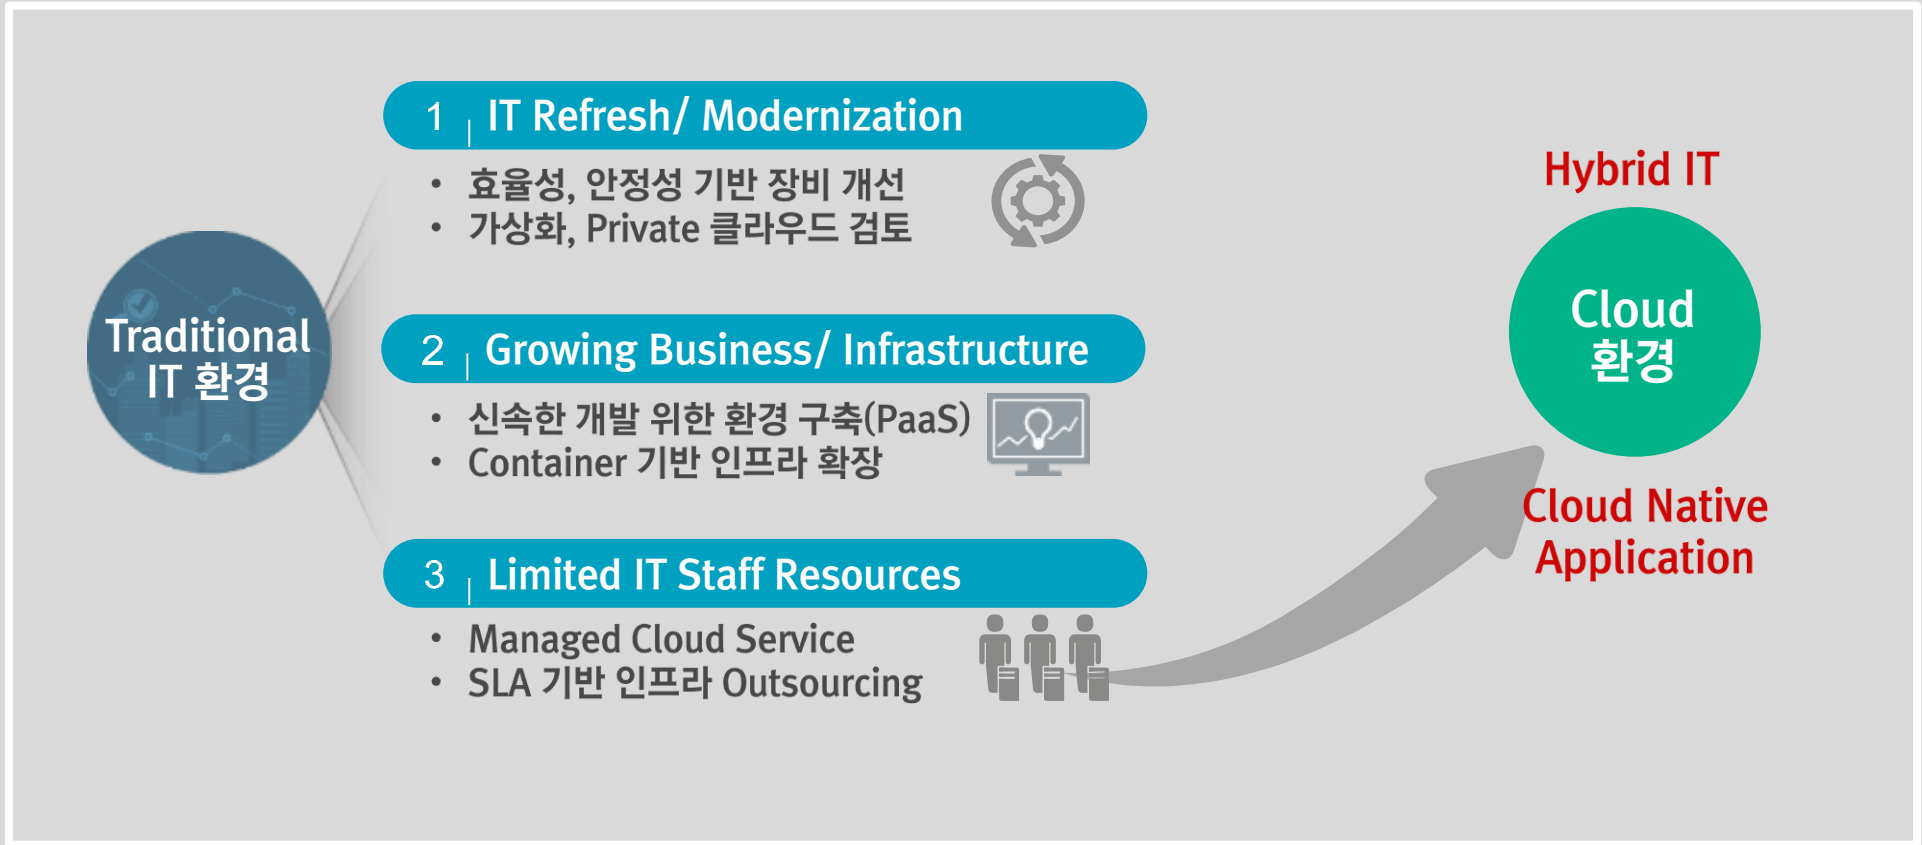 Traditional
IT 환경
1 IT Refresh/ Modernization
• 효율성, 안정성 기반 장비 개선
• 가상화, Private 클라우드 검토
2 Growing Business/ Infrastructure
• 신속한 개발 위한 환경 구축(PaaS)
• Container 기반 인프라 확장
3 Limited IT Staff Resources
• Managed Cloud Service
• SLA 기반 인프라 Outsourcing
Hybrid IT
Cloud
환경
Cloud Native
Application